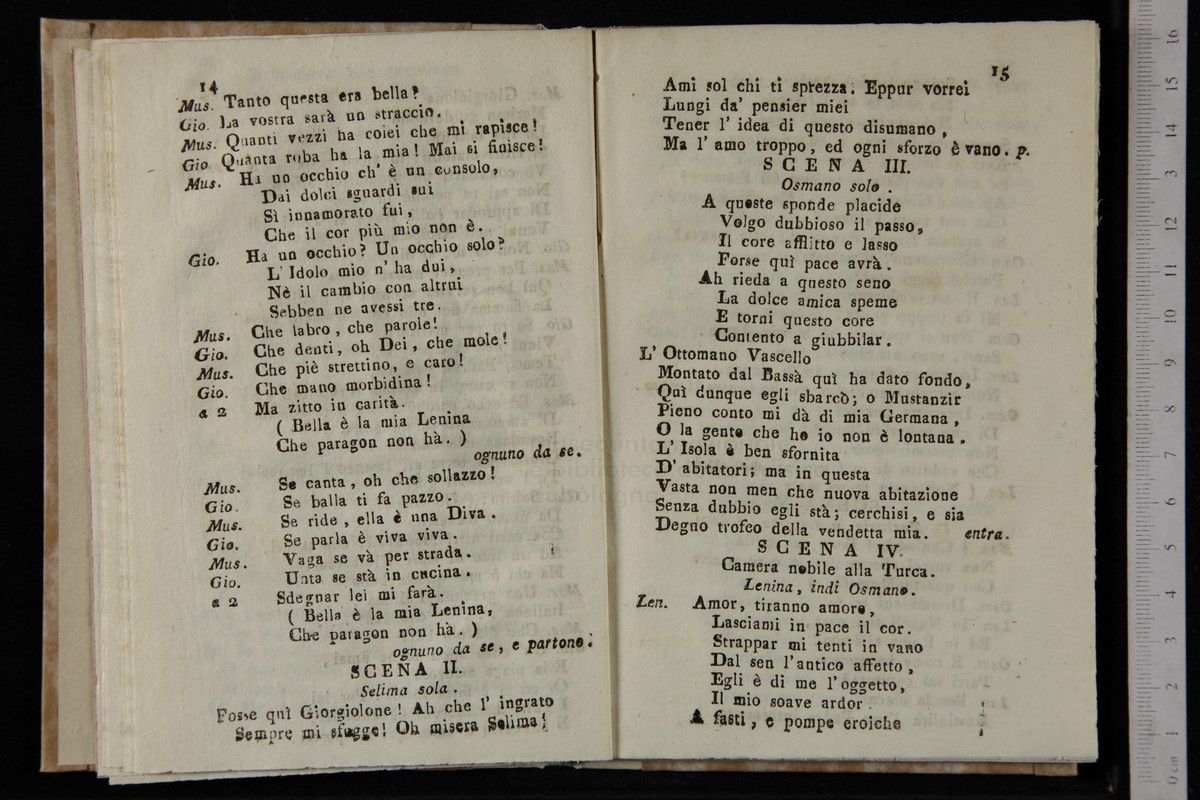 14
Mus. Tanto questa era bella?
Gio. La vostra sarà un straccio.
Mus. Quanti vezzi ha colei che mi rapisce!
Gio Quanta roba ha la mia! Mai si finisce!
Mus. Ha un occhio ch' è un consolo,
Dai dolci sguardi sui
Sì innamorato fui,
Che il cor più mio non è.
Gio. Ha un occhio? Un occhio solo?
L' Idolo mio n' ha dui,
Nè il cambio con altrui
Sebben ne avessi tre.
Mus. Che labro, che parole!
Gio. Che denti, oh Dei, che mole!
Mus. Che piè strettino, e caro!
Gio. Che mano morbidina!
a 2 Ma zitto in carità.
( Bella è la mia Lenina
Che paragon non hà. )
ognuno da se.
Mus. Se canta, oh che sollazzo!
Gio. Se balla ti fa pazzo.
Mus. Se ride, ella è una Diva.
Gio. Se parla è viva viva.
Mus. Vaga se và per strada.
Gio. Unta se stà in cucina.
a 2 Sdegnar lei mi farà.
( Bella è la mia Lenina,
Che paragon non hà. )
ognuno da se, e partono.
SCENA II.
Selima sola.
Fosse quì Giorgiolone! Ah che l' ingrato
Sempre mi sfugge! Oh misera Selima!
15
Ami sol chi ti sprezza. Eppur vorrei
Lungi da' pensier miei
Tener l' idea di questo disumano,
Ma l' amo troppo, ed ogni sforzo è vano. p.
SCENA III.
Osmano solo.
A queste sponde placide
Volgo dubbioso il passo,
Il core afflitto e lasso
Forse quì pace avrà.
Ah rieda a questo seno
La dolce amica speme
E torni questo core
Contento a giubbilar.
L' Ottomano Vascello
Montato dal Bassà quì ha dato fondo,
Quì dunque egli sbarcò; o Mustanzir
Pieno conto mi dà di mia Germana,
O la gente che ho io non è lontana.
L' Isola è ben sfornita
D' abitatori; ma in questa
Vasta non men che nuova abitazione
Senza dubbio egli stà; cerchisi, e sia
Degno trofeo della vendetta mia. entra.
SCENA IV.
Camera nobile alla Turca.
Lenina, indi Osmano.
Len. Amor, tiranno amore,
Lasciami in pace il cor.
Strappar mi tenti in vano
Dal sen l'antico affetto,
Egli è di me l'oggetto,
Il mio soave ardor.
A fasti, e pompe eroiche